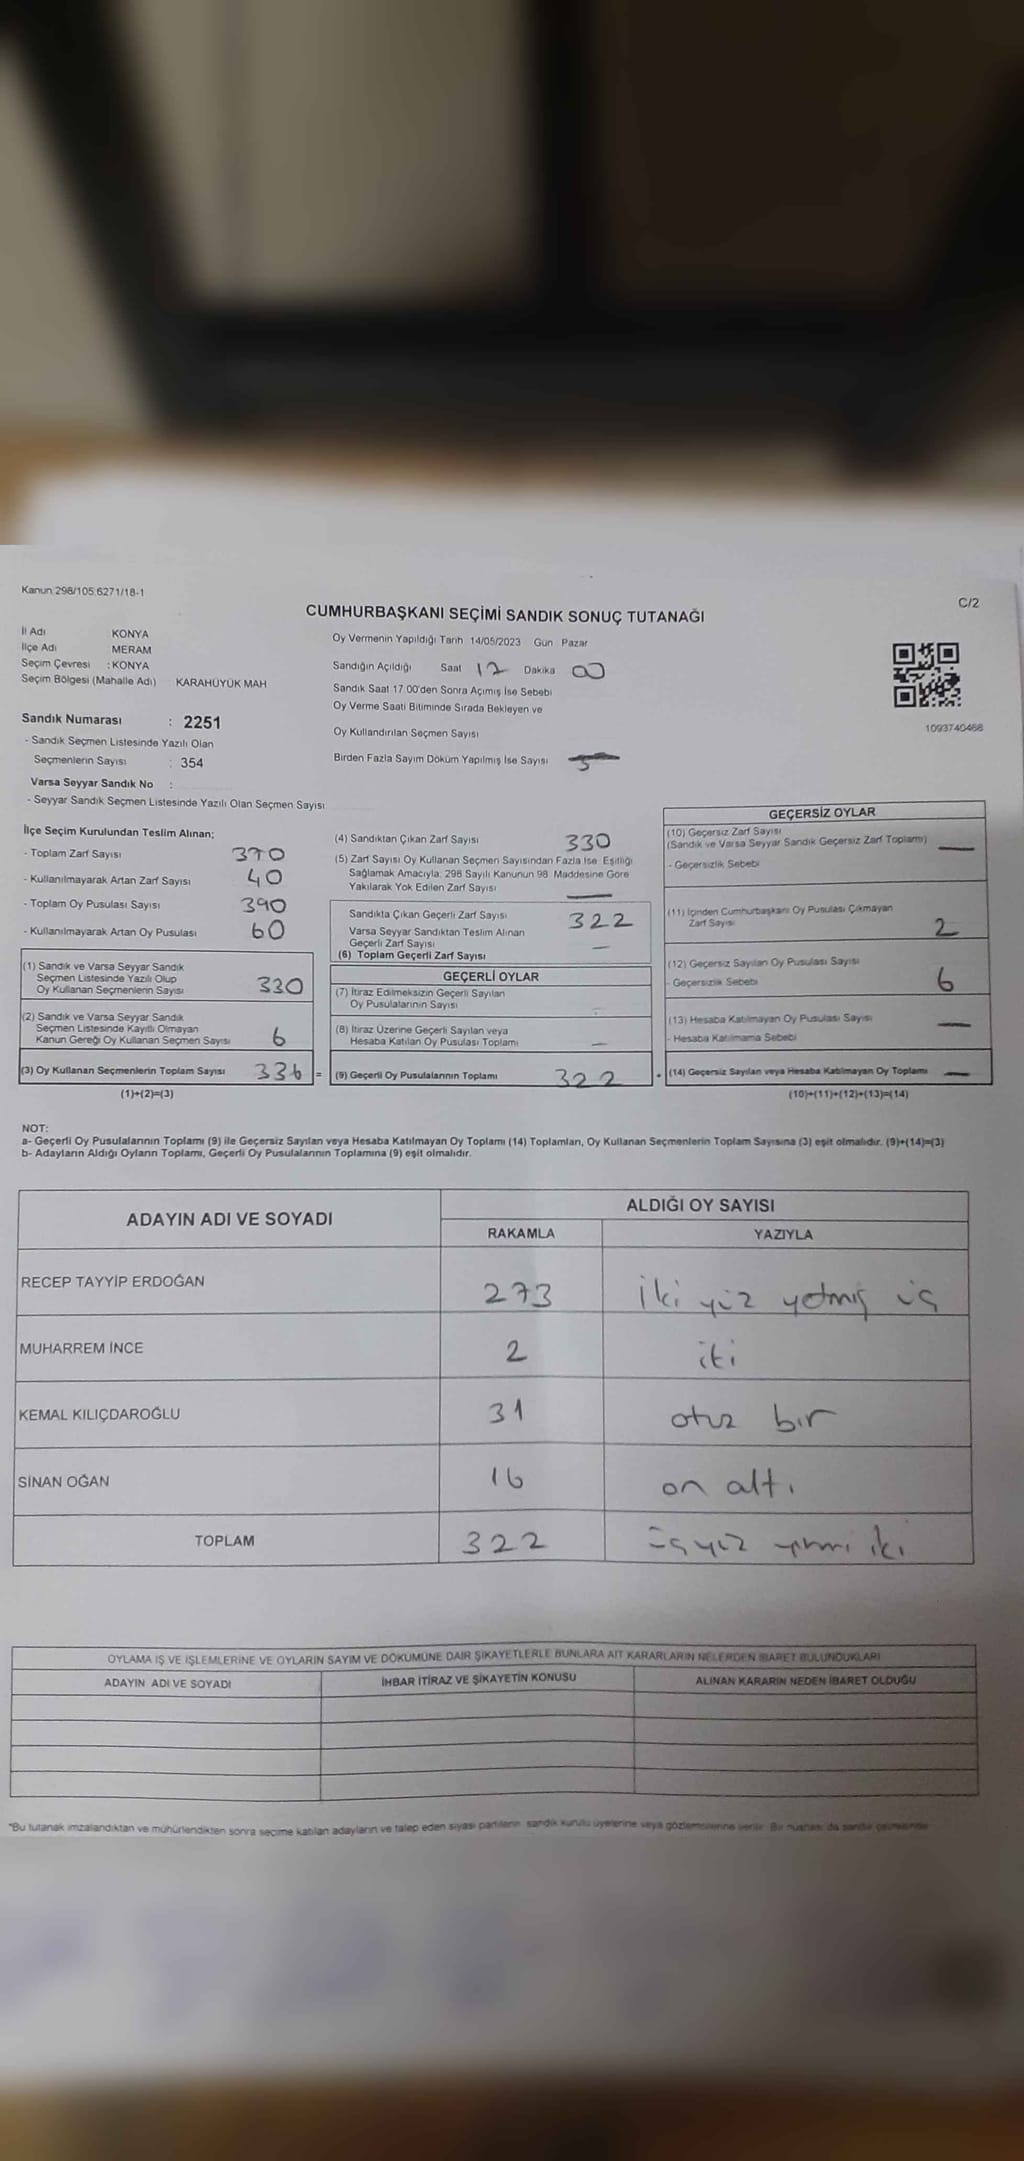 Kanun:298/105;6271/18-1
C/2
CUMHURBAŞKANI SEÇİMİ SANDIK SONUÇ TUTANAĞI
İl Adı KONYA
İlçe Adı MERAM
Seçim Çevresi : KONYA
Seçim Bölgesi (Mahalle Adı) KARAHÜYÜK MAH
Sandık Numarası : 2251
- Sandık Seçmen Listesinde Yazılı Olan
Seçmenlerin Sayısı : 354
Varsa Seyyar Sandık No :
- Seyyar Sandık Seçmen Listesinde Yazılı Olan Seçmen Sayısı
Oy Vermenin Yapıldığı Tarih 14/05/2023 Gün Pazar
Sandığın Açıldığı Saat 17 Dakika 00
Sandık Saat 17 00'den Sonra Açımış İse Sebebi
Oy Verme Saati Bitiminde Sırada Bekleyen ve
Oy Kullandırılan Seçmen Sayısı
Birden Fazla Sayım Döküm Yapılmış İse Sayısı
1093740468
İlçe Seçim Kurulundan Teslim Alınan;
- Toplam Zarf Sayısı 370
- Kullanılmayarak Artan Zarf Sayısı 40
- Toplam Oy Pusulası Sayısı 390
- Kullanılmayarak Artan Oy Pusulası 60
(1) Sandık ve Varsa Seyyar Sandık
Seçmen Listesinde Yazılı Olup
Oy Kullanan Seçmenlerin Sayısı 330
(2) Sandık ve Varsa Seyyar Sandık
Seçmen Listesinde Kayıtlı Olmayan
Kanun Gereği Oy Kullanan Seçmen Sayısı 6
(3) Oy Kullanan Seçmenlerin Toplam Sayısı 336 =
(1)+(2)=(3)
(4) Sandıktan Çıkan Zarf Sayısı 330
(5) Zarf Sayısı Oy Kullanan Seçmen Sayısından Fazla İse Eşitliği
Sağlamak Amacıyla; 298 Sayılı Kanunun 98 Maddesine Göre
Yakılarak Yok Edilen Zarf Sayısı —
Sandıkta Çıkan Geçerli Zarf Sayısı 322
Varsa Seyyar Sandıktan Teslim Alınan
Geçerli Zarf Sayısı —
(6) Toplam Geçerli Zarf Sayısı
GEÇERLİ OYLAR
(7) İtiraz Edilmeksizin Geçerli Sayılan
Oy Pusulalarının Sayısı
(8) İtiraz Üzerine Geçerli Sayılan veya
Hesaba Katılan Oy Pusulası Toplamı —
(9) Geçerli Oy Pusulalarının Toplamı 322 +
GEÇERSİZ OYLAR
(10) Geçersiz Zarf Sayısı
(Sandık ve Varsa Seyyar Sandık Geçersiz Zarf Toplamı) —
- Geçersizlik Sebebi
(11) İçinden Cumhurbaşkanı Oy Pusulası Çıkmayan
Zarf Sayısı 2
(12) Geçersiz Sayılan Oy Pusulası Sayısı
- Geçersizlik Sebebi 6
(13) Hesaba Katılmayan Oy Pusulası Sayısı —
- Hesaba Katılmama Sebebi
(14) Geçersiz Sayılan veya Hesaba Katılmayan Oy Toplamı —
(10)+(11)+(12)+(13)=(14)
NOT:
a- Geçerli Oy Pusulalarının Toplamı (9) ile Geçersiz Sayılan veya Hesaba Katılmayan Oy Toplamı (14) Toplamları, Oy Kullanan Seçmenlerin Toplam Sayısına (3) eşit olmalıdır. (9)+(14)=(3)
b- Adayların Aldığı Oyların Toplamı, Geçerli Oy Pusulalarının Toplamına (9) eşit olmalıdır.
ADAYIN ADI VE SOYADI ALDIĞI OY SAYISI
RAKAMLA YAZIYLA
RECEP TAYYİP ERDOĞAN 273 iki yüz yetmiş üç
MUHARREM İNCE 2 iki
KEMAL KILIÇDAROĞLU 31 otuz bir
SİNAN OĞAN 16 on altı
TOPLAM 322 üçyüz yirmi iki
OYLAMA İŞ VE İŞLEMLERİNE VE OYLARIN SAYIM VE DÖKÜMÜNE DAİR ŞİKAYETLERLE BUNLARA AİT KARARLARIN NELERDEN İBARET BULUNDUKLARI
ADAYIN ADI VE SOYADI İHBAR İTİRAZ VE ŞİKAYETİN KONUSU ALINAN KARARIN NEDEN İBARET OLDUĞU
*Bu tutanak imzalandıktan ve mühürlendikten sonra seçime katılan adayların ve talep eden siyasi partilerin sandık kurulu üyelerine veya gözlemcilerine verilir. Bir nüshası da sandık